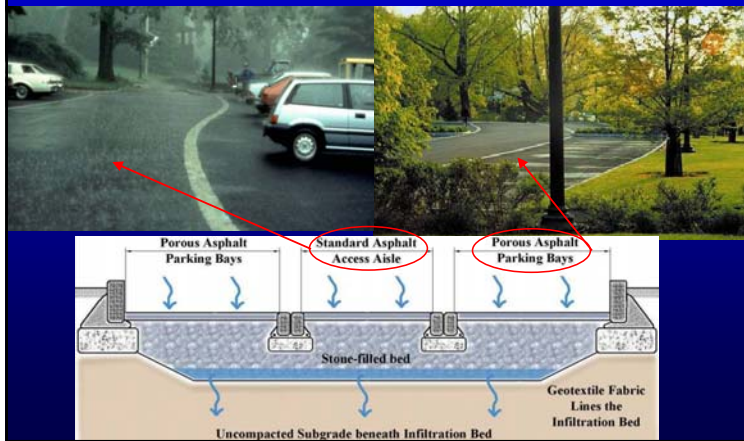 Porous Asphalt
Parking Bays
Standard Asphalt
Access Aisle
Porous Asphalt
Parking Bays
Stone-filled bed
Geotextile Fabric
Lines the
Infiltration Bed
Uncompacted Subgrade beneath Infiltration Bed